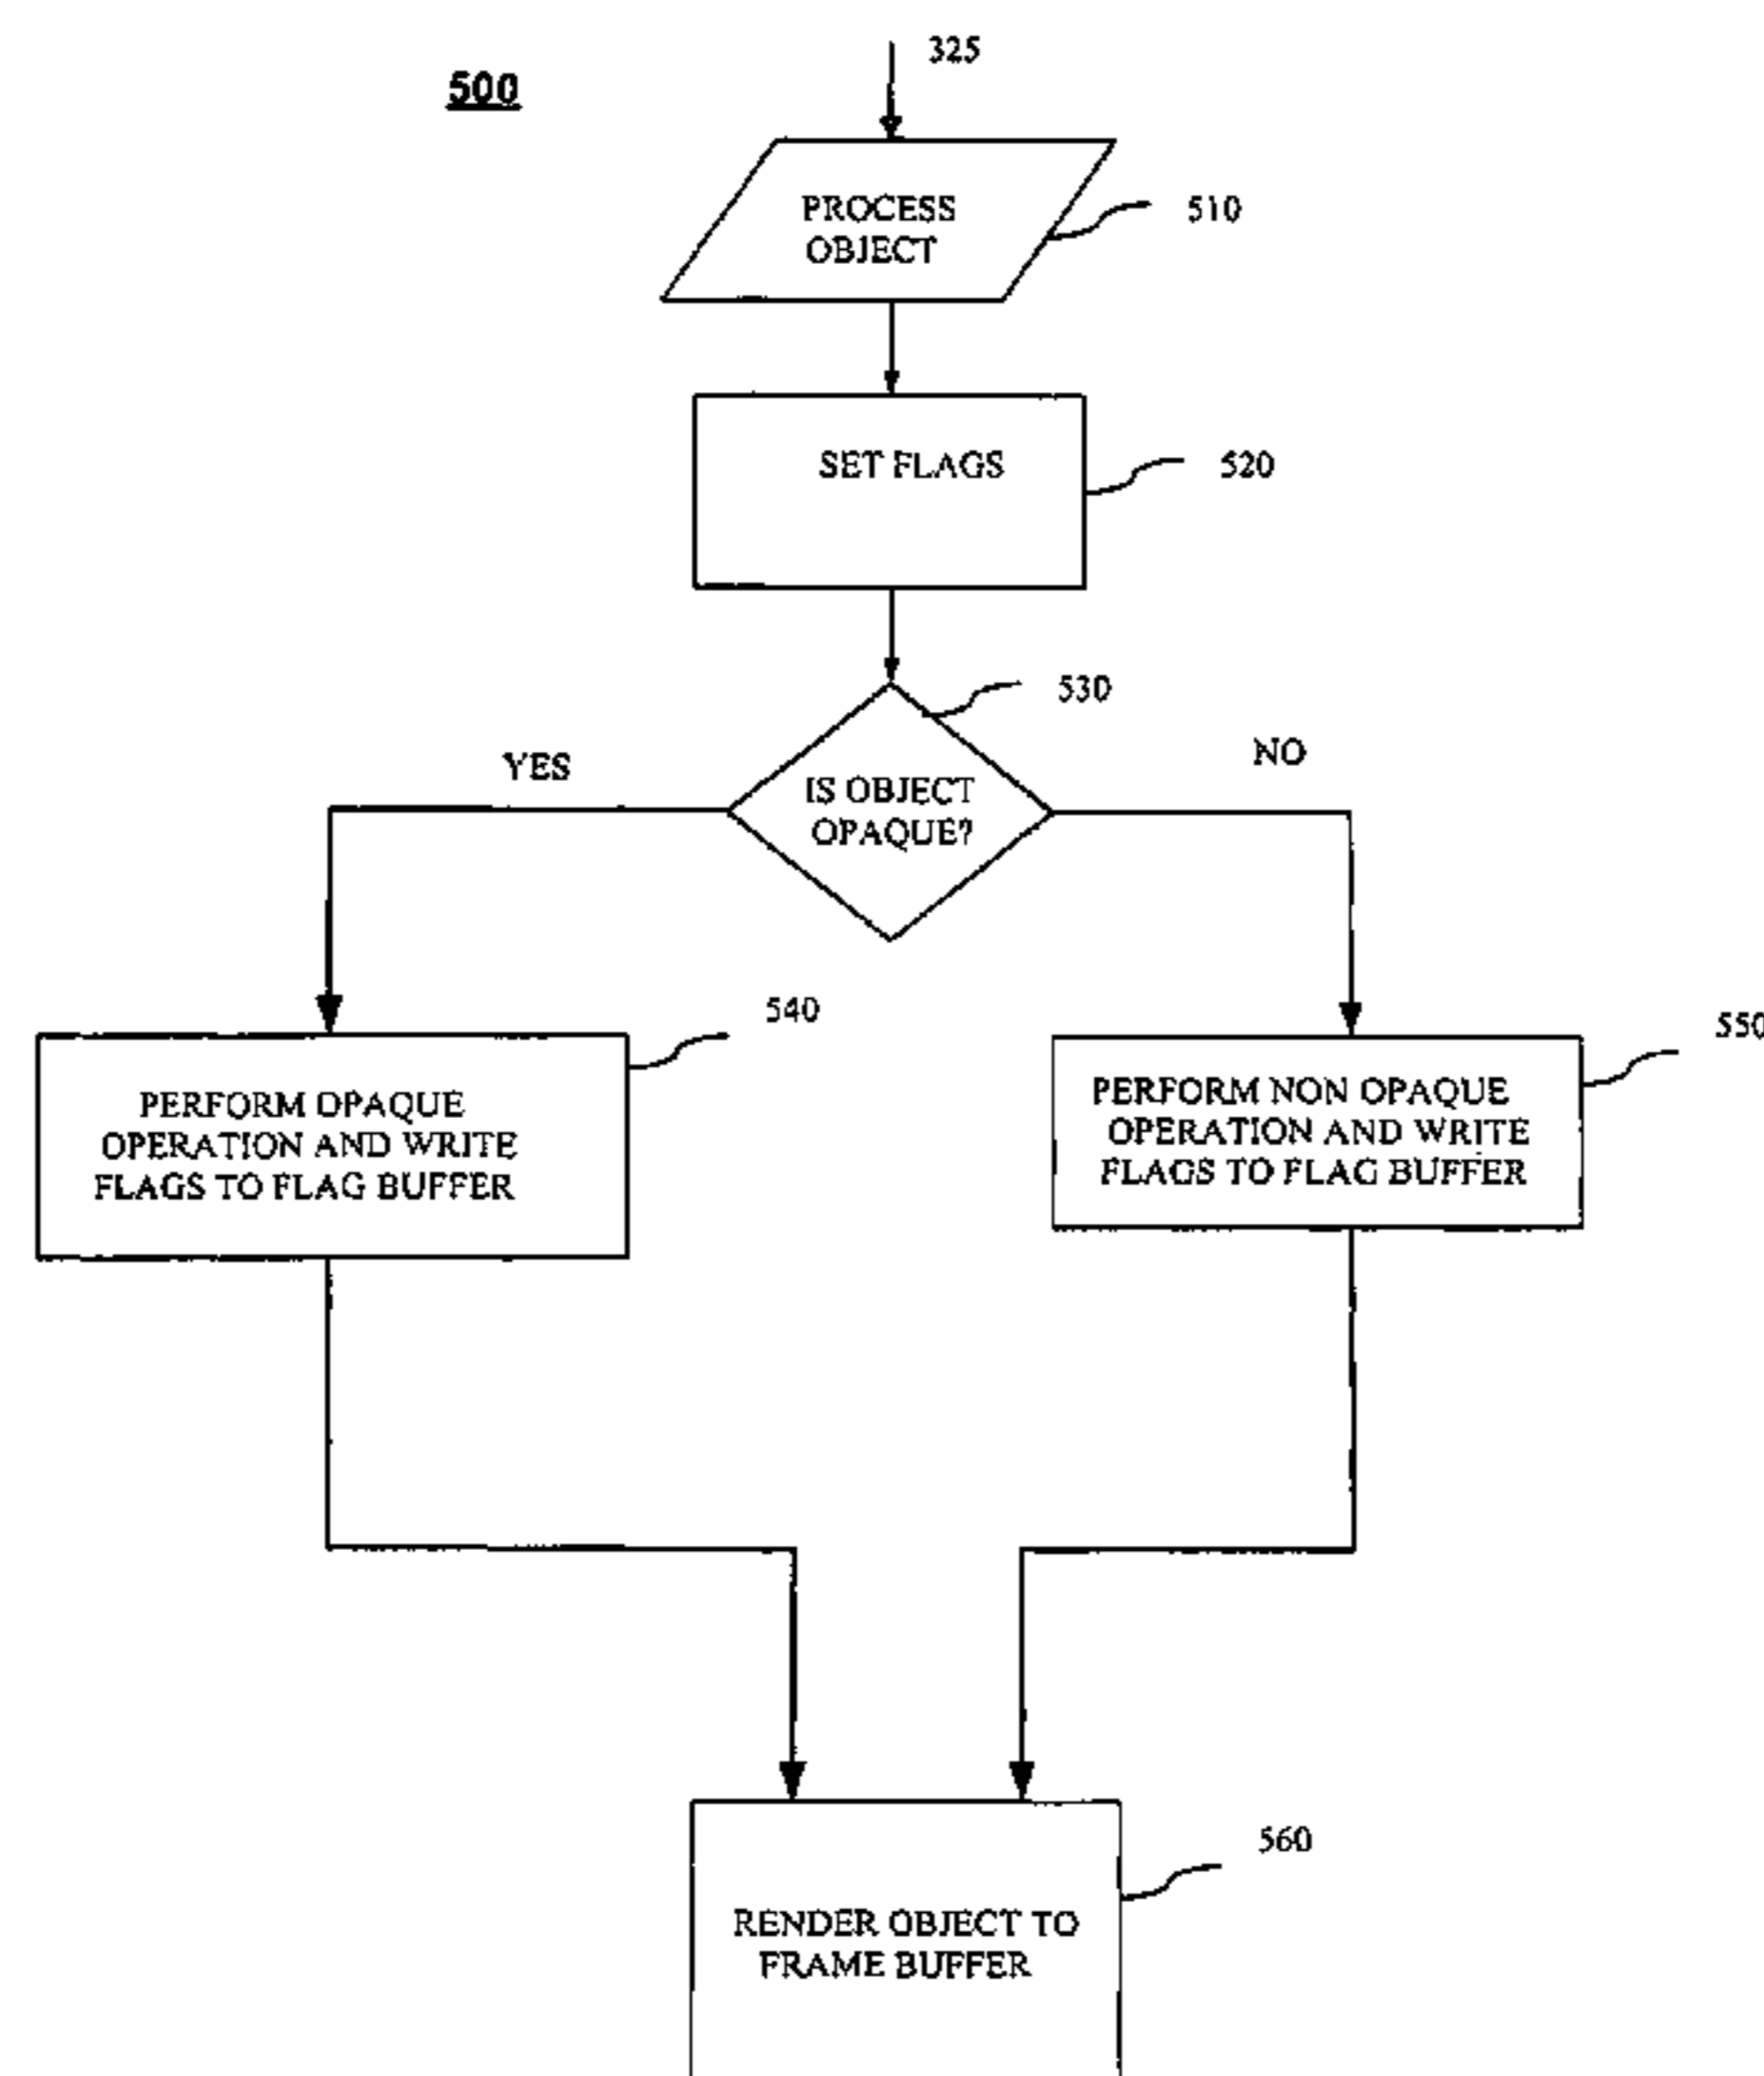 325
500
PROCESS
OBJECT
510
SET FLAGS
520
530
YES
NO
IS OBJECT
OPAQUE?
540
550
PERFORM OPAQUE
OPERATION AND WRITE
FLAGS TO FLAG BUFFER
PERFORM NON OPAQUE
OPERATION AND WRITE
FLAGS TO FLAG BUFFER
560
RENDER OBJECT TO
FRAME BUFFER